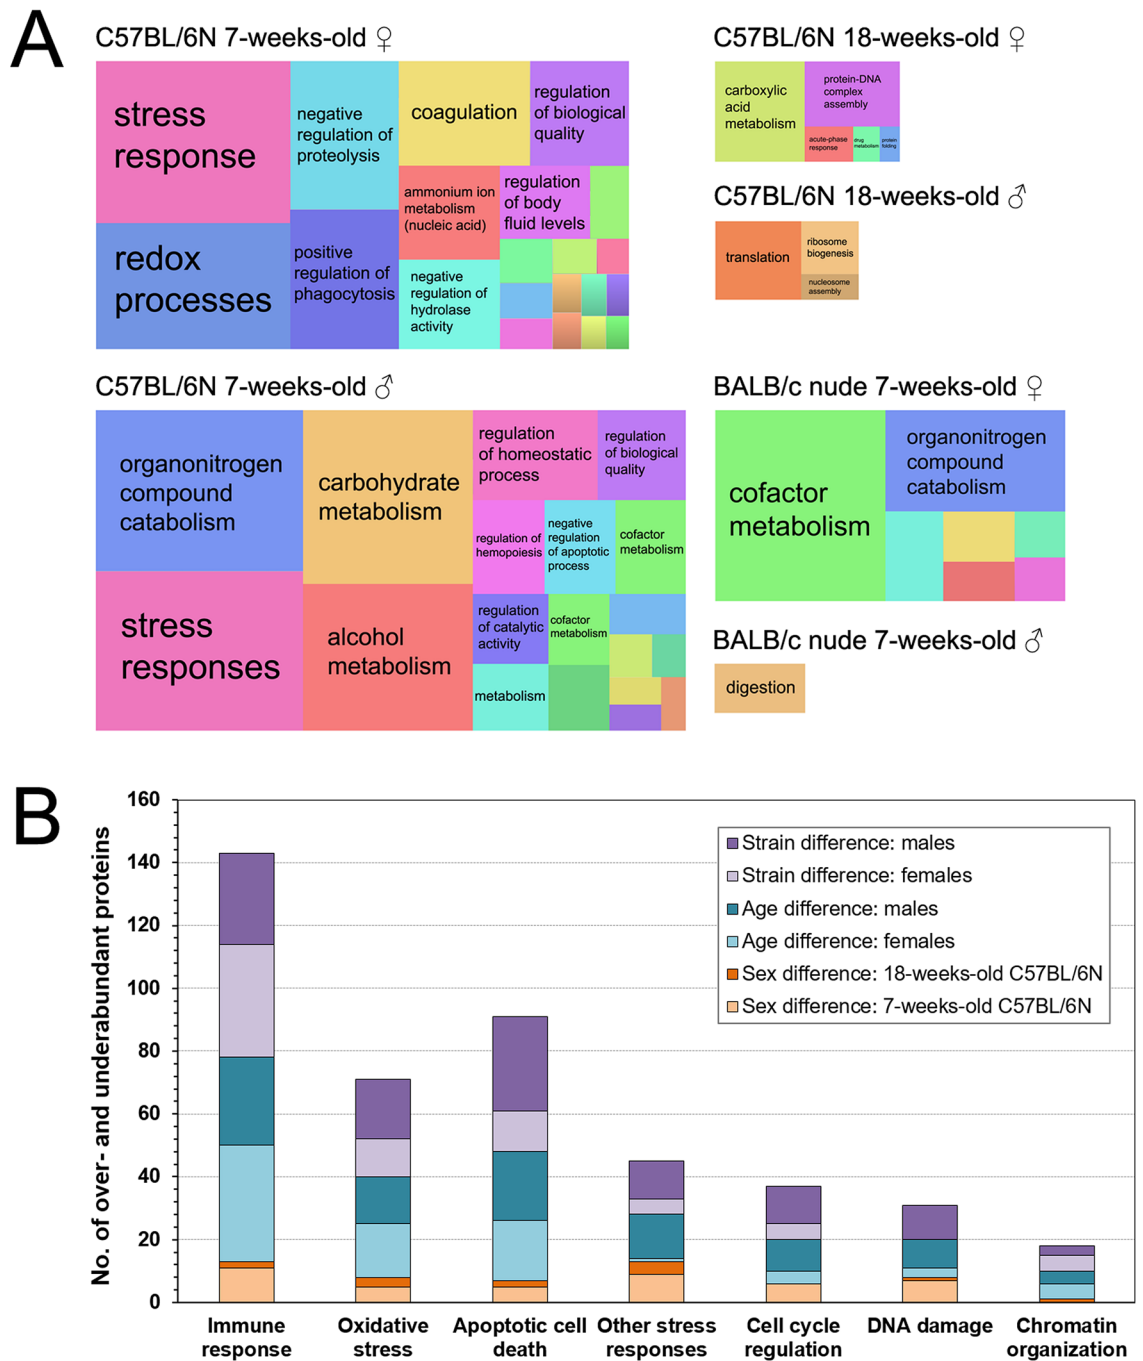 A
C57BL/6N 7-weeks-old ♀
stress
response
redox
processes
negative
regulation of
proteolysis
positive
regulation of
phagocytosis
coagulation
regulation
of biological
quality
ammonium ion
metabolism
(nucleic acid)
regulation
of body
fluid levels
negative
regulation of
hydrolase
activity
C57BL/6N 18-weeks-old ♀
carboxylic
acid
metabolism
protein-DNA
complex
assembly
acute-phase
response
drug
metabolism
protein
folding
C57BL/6N 18-weeks-old ♂
translation
ribosome
biogenesis
nucleosome
assembly
C57BL/6N 7-weeks-old ♂
organonitrogen
compound
catabolism
stress
responses
carbohydrate
metabolism
alcohol
metabolism
regulation
of homeostatic
process
regulation
of biological
quality
regulation of
hemopoiesis
negative
regulation
of apoptotic
process
cofactor
metabolism
regulation
of catalytic
activity
cofactor
metabolism
metabolism
BALB/c nude 7-weeks-old ♀
cofactor
metabolism
organonitrogen
compound
catabolism
BALB/c nude 7-weeks-old ♂
digestion
B
No. of over- and underabundant proteins
160
140
120
100
80
60
40
20
0
Strain difference: males
Strain difference: females
Age difference: males
Age difference: females
Sex difference: 18-weeks-old C57BL/6N
Sex difference: 7-weeks-old C57BL/6N
Immune
response
Oxidative
stress
Apoptotic cell
death
Other stress
responses
Cell cycle
regulation
DNA damage
Chromatin
organization